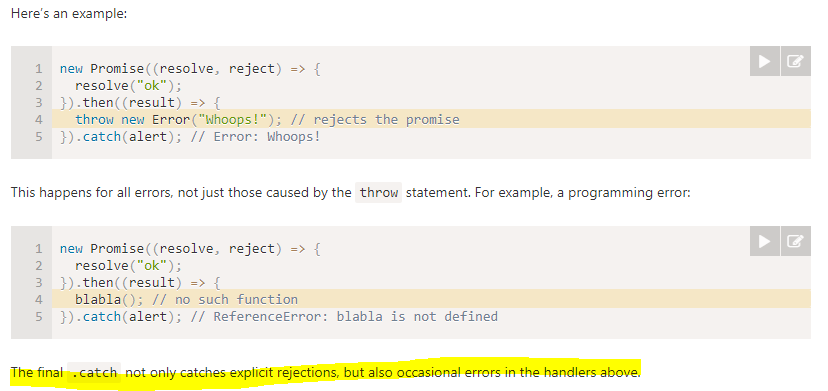 Here's an example:
1 new Promise((resolve, reject) => {
2   resolve("ok");
3 }).then((result) => {
4   throw new Error("Whoops!"); // rejects the promise
5 }).catch(alert); // Error: Whoops!
This happens for all errors, not just those caused by the throw statement. For example, a programming error:
1 new Promise((resolve, reject) => {
2   resolve("ok");
3 }).then((result) => {
4   blabla(); // no such function
5 }).catch(alert); // ReferenceError: blabla is not defined
The final .catch not only catches explicit rejections, but also occasional errors in the handlers above.